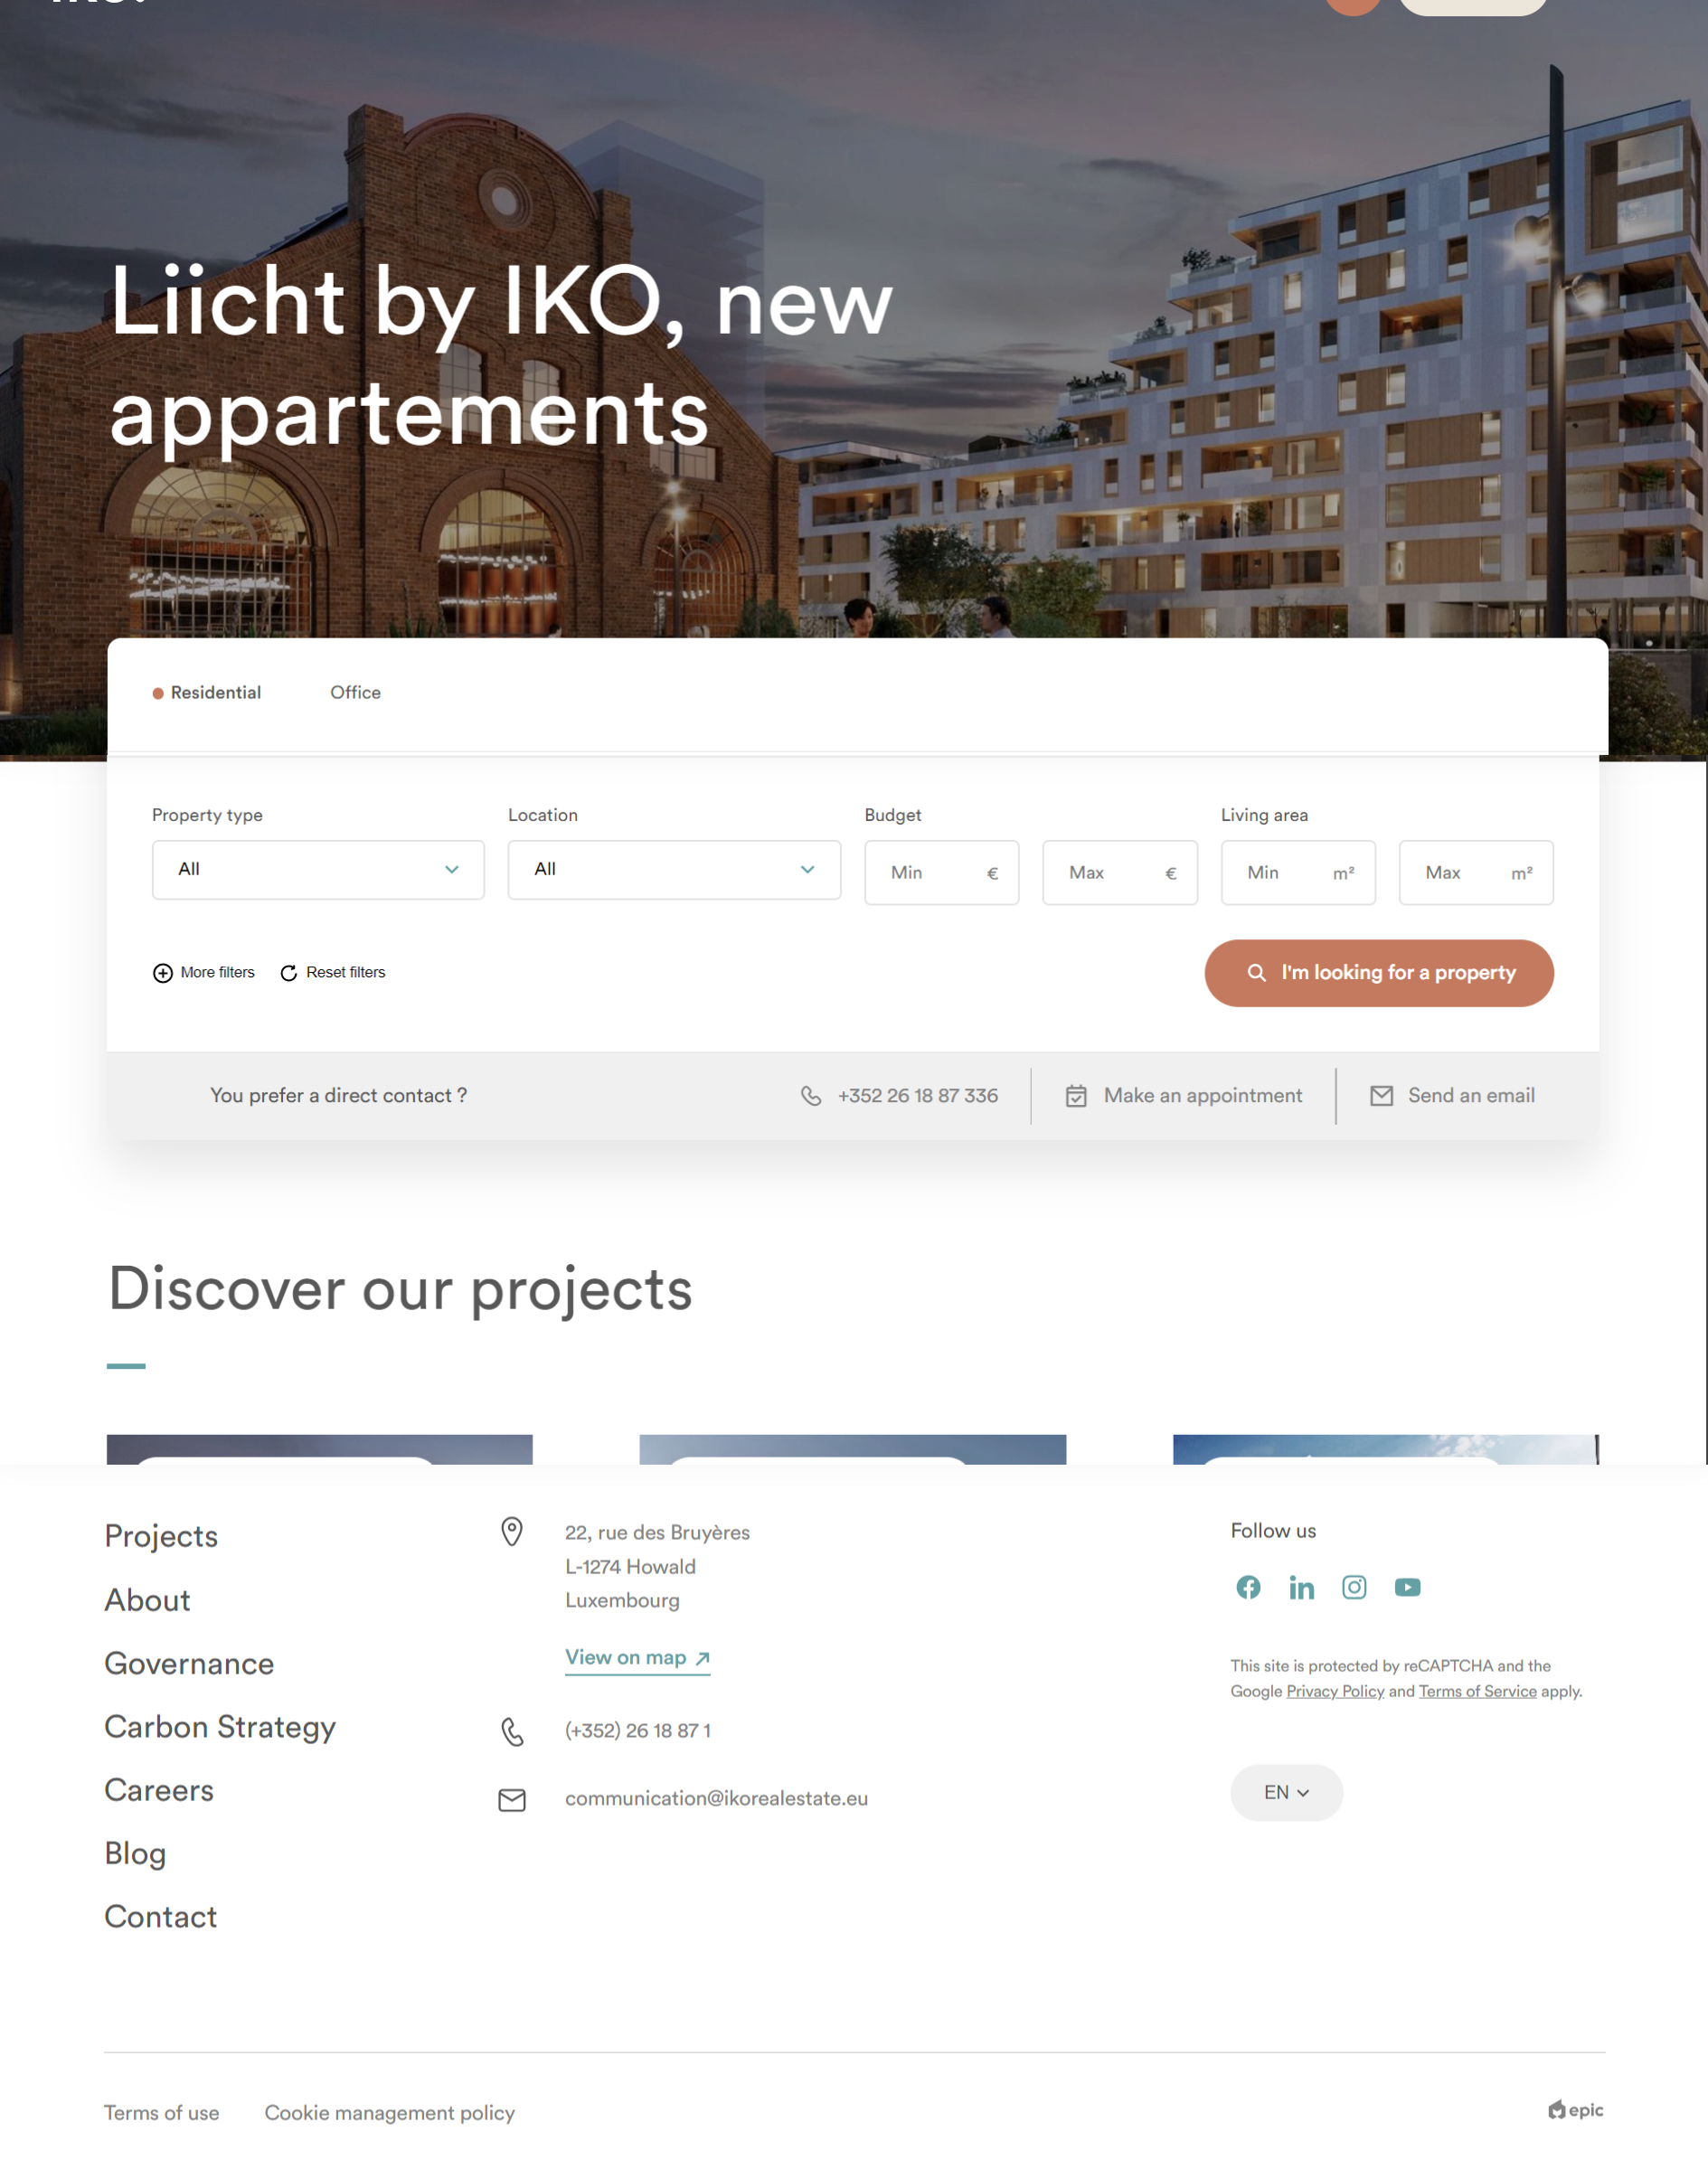 Liicht by IKO, new
appartements
Residential
Office
Property type
Location
Budget
Living area
All
All
Min €
Max €
Min m²
Max m²
More filters
Reset filters
I'm looking for a property
You prefer a direct contact ?
+352 26 18 87 336
Make an appointment
Send an email
Discover our projects
Projects
About
Governance
Carbon Strategy
Careers
Blog
Contact
22, rue des Bruyères
L-1274 Howald
Luxembourg
View on map
(+352) 26 18 87 1
communication@ikorealestate.eu
Follow us
This site is protected by reCAPTCHA and the
Google Privacy Policy and Terms of Service apply.
EN
Terms of use
Cookie management policy
epic